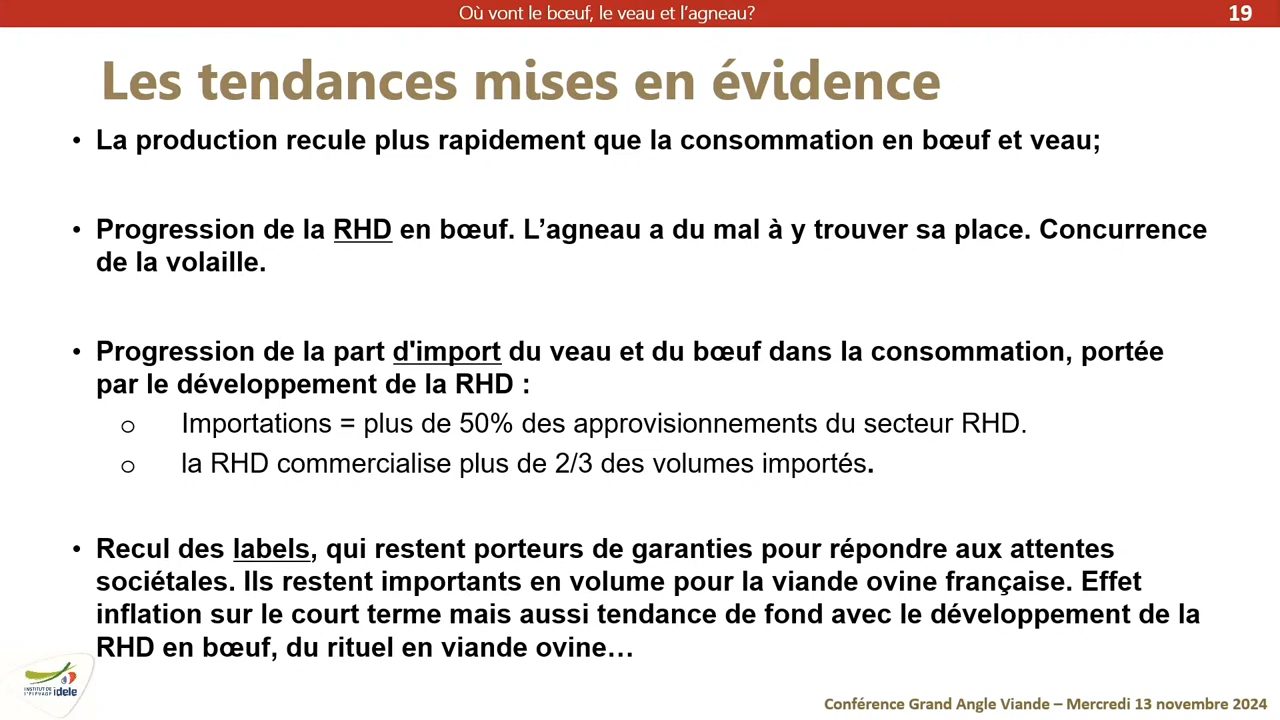 Où vont le bœuf, le veau et l'agneau?
19
Les tendances mises en évidence
• La production recule plus rapidement que la consommation en bœuf et veau;
• Progression de la RHD en bœuf. L'agneau a du mal à y trouver sa place. Concurrence
de la volaille.
• Progression de la part d'import du veau et du bœuf dans la consommation, portée
par le développement de la RHD :
o Importations = plus de 50% des approvisionnements du secteur RHD.
o la RHD commercialise plus de 2/3 des volumes importés.
• Recul des labels, qui restent porteurs de garanties pour répondre aux attentes
sociétales. Ils restent importants en volume pour la viande ovine française. Effet
inflation sur le court terme mais aussi tendance de fond avec le développement de la
RHD en bœuf, du rituel en viande ovine…
INSTITUT DE
L'ELEVAGE idele
Conférence Grand Angle Viande – Mercredi 13 novembre 2024